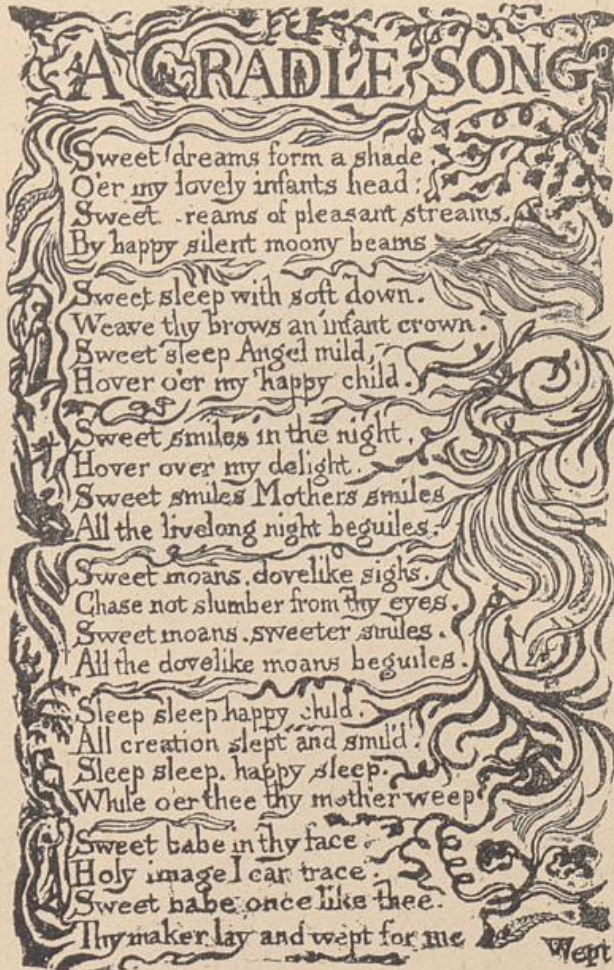 A CRADLE SONG
Sweet dreams form a shade.
O'er my lovely infants head:
Sweet reams of pleasant streams.
By happy silent moony beams
Sweet sleep with soft down.
Weave thy brows an infant crown.
Sweet sleep Angel mild,
Hover o'er my happy child.
Sweet smiles in the night.
Hover over my delight.
Sweet smiles Mothers smiles
All the livelong night beguiles.
Sweet moans, dovelike sighs.
Chase not slumber from thy eyes.
Sweet moans, sweeter smiles.
All the dovelike moans beguiles.
Sleep sleep happy child.
All creation slept and smil'd.
Sleep sleep, happy sleep.
While o'er thee thy mother weep
Sweet babe in thy face
Holy image I can trace.
Sweet babe once like thee.
Thy maker lay and wept for me
Wept